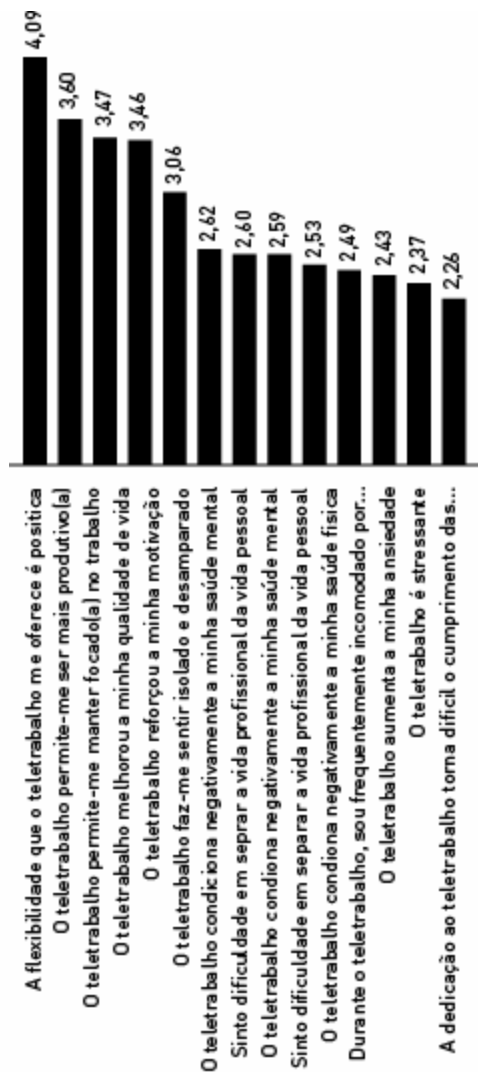 A flexibilidade que o teletrabalho me oferece é positica
O teletrabalho permite-me ser mais produtivo(a)
O teletrabalho permite-me manter focado(a) no trabalho
O teletrabalho melhorou a minha qualidade de vida
O teletrabalho reforçou a minha motivação
O teletrabalho faz-me sentir isolado e desamparado
O teletrabalho condiciona negativamente a minha saúde mental
Sinto dificuldade em seprar a vida profissional da vida pessoal
O teletrabalho condiona negativamente a minha saúde mental
Sinto dificuldade em separar a vida profissional da vida pessoal
O teletrabalho condiona negativamente a minha saúde física
Durante o teletrabalho, sou frequentemente incomodado por...
O teletrabalho aumenta a minha ansiedade
O teletrabalho é stressante
A dedicação ao teletrabalho torna difícil o cumprimento das...
4,09
3,60
3,47
3,46
3,06
2,62
2,60
2,59
2,53
2,49
2,43
2,37
2,26